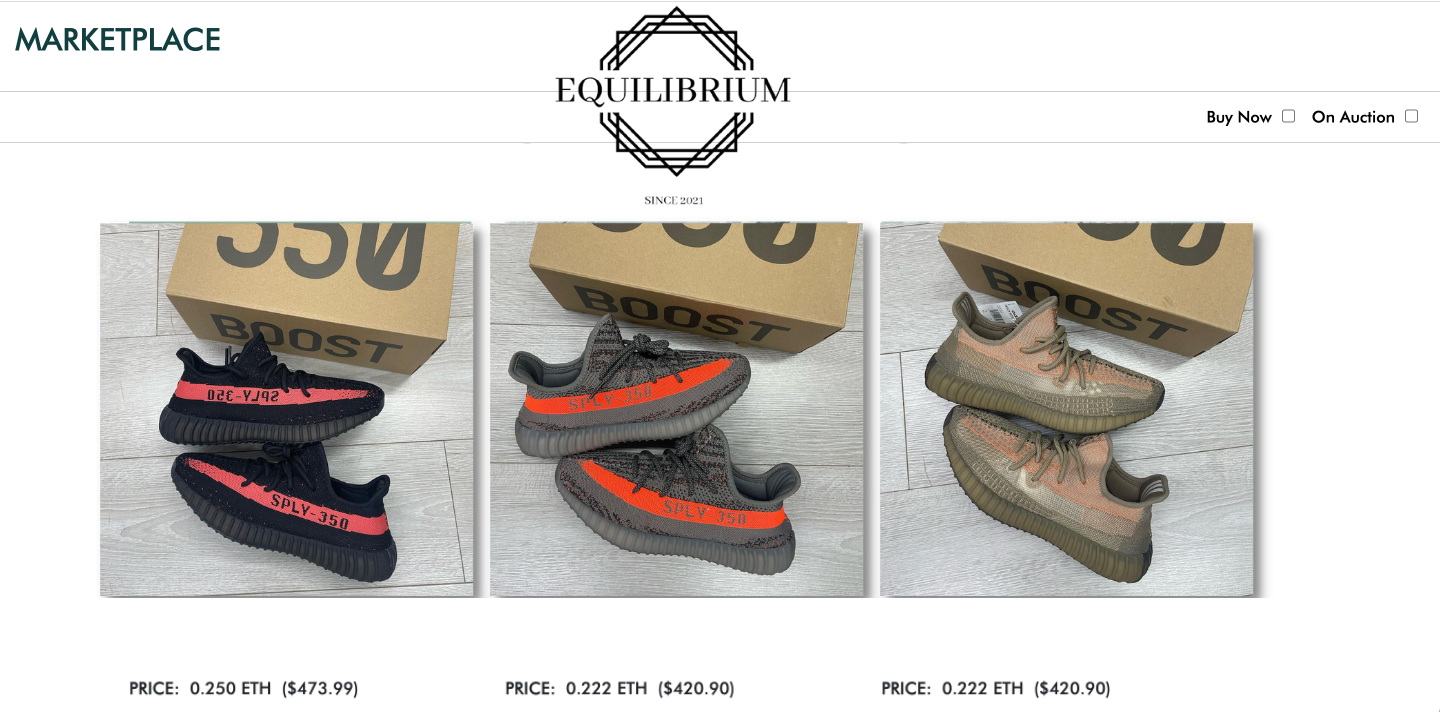 MARKETPLACE
EQUILIBRIUM
Buy Now
On Auction
SINCE 2021
350
BOOST
SPLY-350
SPLY-350
BOOST
SPLY-350
SPLY-350
BOOST
PRICE: 0.250 ETH ($473.99)
PRICE: 0.222 ETH ($420.90)
PRICE: 0.222 ETH ($420.90)